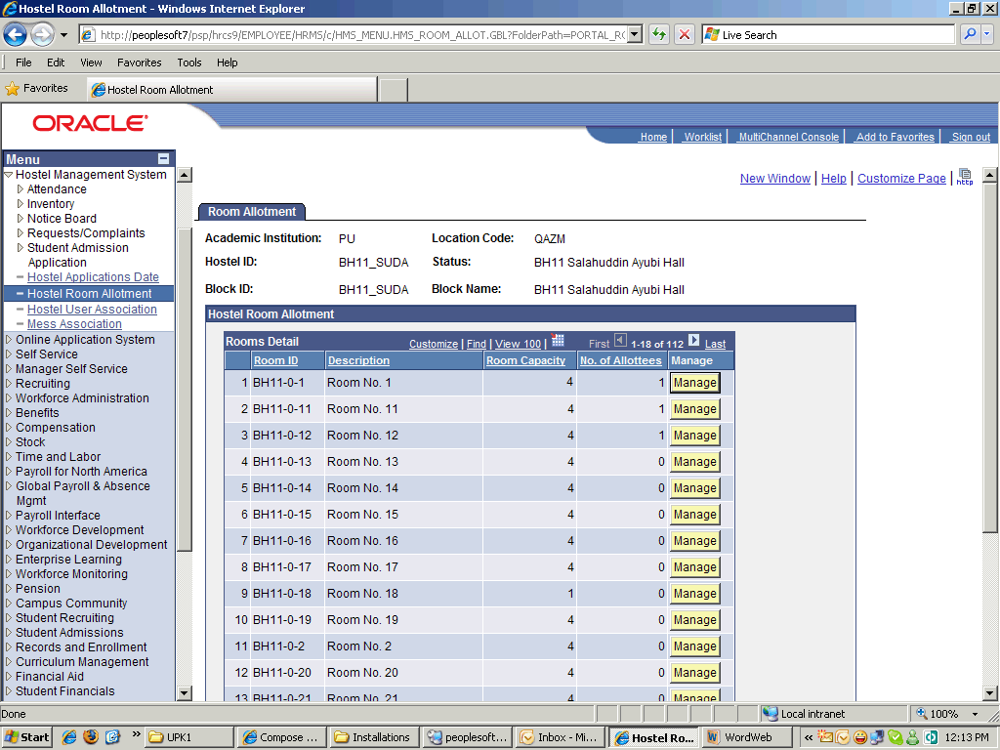 Hostel Room Allotment - Windows Internet Explorer
http://peoplesoft7/psp/hrcs9/EMPLOYEE/HRMS/c/HMS_MENU.HMS_ROOM_ALLOT.GBL?FolderPath=PORTAL_RO
Live Search
File Edit View Favorites Tools Help
Favorites Hostel Room Allotment
ORACLE®
Home Worklist MultiChannel Console Add to Favorites Sign out
Menu
Hostel Management System
Attendance
Inventory
Notice Board
Requests/Complaints
Student Admission
Application
Hostel Applications Date
Hostel Room Allotment
Hostel User Association
Mess Association
Online Application System
Self Service
Manager Self Service
Recruiting
Workforce Administration
Benefits
Compensation
Stock
Time and Labor
Payroll for North America
Global Payroll & Absence
Mgmt
Payroll Interface
Workforce Development
Organizational Development
Enterprise Learning
Workforce Monitoring
Pension
Campus Community
Student Recruiting
Student Admissions
Records and Enrollment
Curriculum Management
Financial Aid
Student Financials
New Window | Help | Customize Page | http
Room Allotment
Academic Institution: PU Location Code: QAZM
Hostel ID: BH11_SUDA Status: BH11 Salahuddin Ayubi Hall
Block ID: BH11_SUDA Block Name: BH11 Salahuddin Ayubi Hall
Hostel Room Allotment
Rooms Detail Customize | Find | View 100 | First 1-18 of 112 Last
Room ID Description Room Capacity No. of Allottees Manage
1 BH11-0-1 Room No. 1 4 1 Manage
2 BH11-0-11 Room No. 11 4 1 Manage
3 BH11-0-12 Room No. 12 4 1 Manage
4 BH11-0-13 Room No. 13 4 0 Manage
5 BH11-0-14 Room No. 14 4 0 Manage
6 BH11-0-15 Room No. 15 4 0 Manage
7 BH11-0-16 Room No. 16 4 0 Manage
8 BH11-0-17 Room No. 17 4 0 Manage
9 BH11-0-18 Room No. 18 1 0 Manage
10 BH11-0-19 Room No. 19 4 0 Manage
11 BH11-0-2 Room No. 2 4 0 Manage
12 BH11-0-20 Room No. 20 4 0 Manage
13 BH11-0-21 Room No. 21 4 0 Manage
Done Local intranet 100%
Start » UPK1 Compose ... Installations peoplesoft... Inbox - Mi... Hostel Ro... WordWeb « 12:13 PM